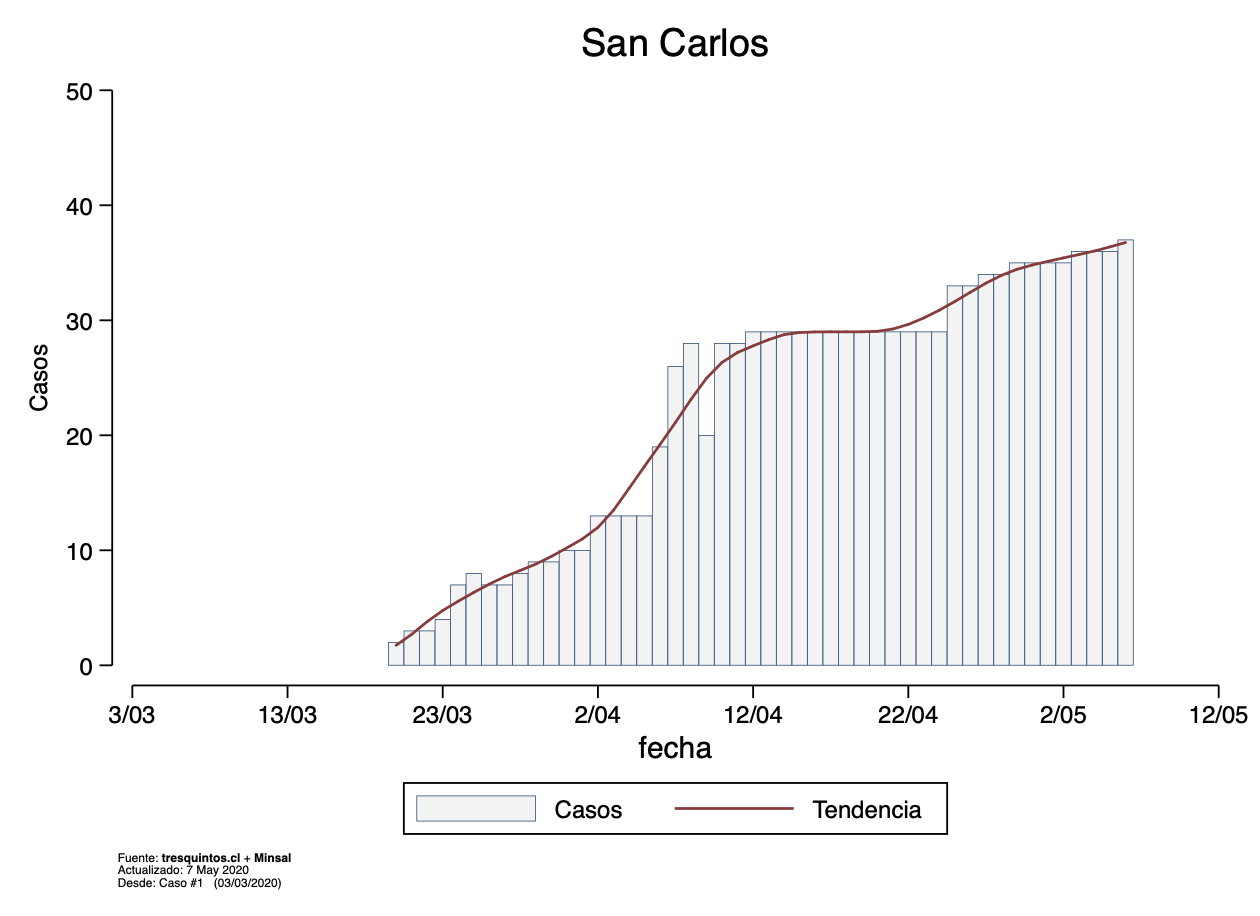 San Carlos
50
40
30
20
10
0
Casos
3/03 13/03 23/03 2/04 12/04 22/04 2/05 12/05
fecha
Casos Tendencia
Fuente: tresquintos.cl + Minsal
Actualizado: 7 May 2020
Desde: Caso #1 (03/03/2020)